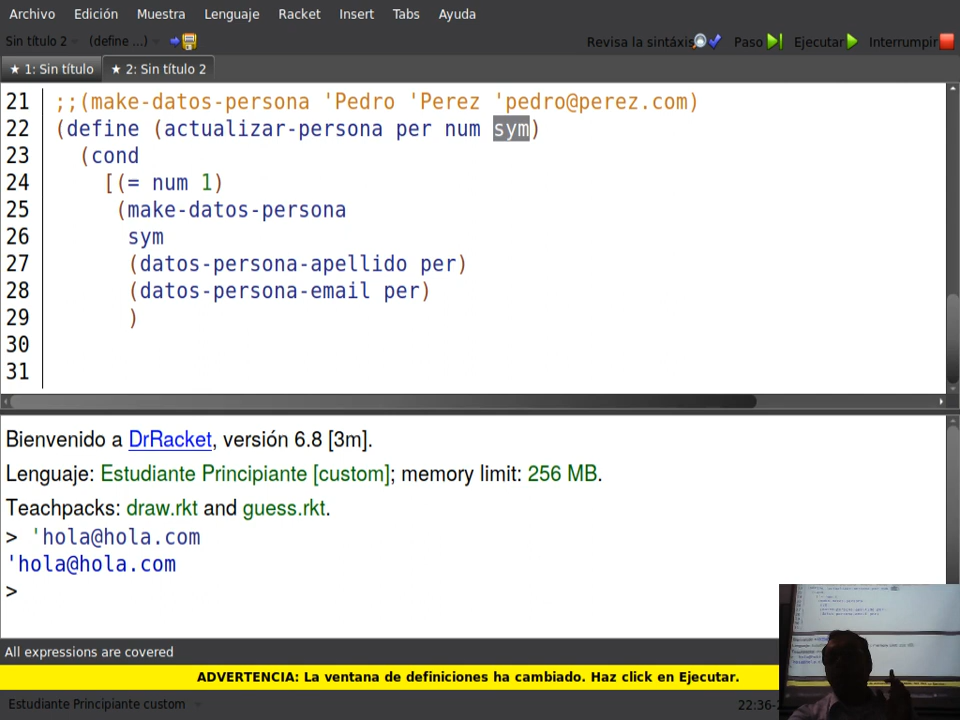 Archivo Edición Muestra Lenguaje Racket Insert Tabs Ayuda
Sin título 2 (define ...) Revisa la sintáxis Paso Ejecutar Interrumpir
★ 1: Sin título ★ 2: Sin título 2
21 ;;(make-datos-persona 'Pedro 'Perez 'pedro@perez.com)
22 (define (actualizar-persona per num sym)
23 (cond
24 [(= num 1)
25 (make-datos-persona
26 sym
27 (datos-persona-apellido per)
28 (datos-persona-email per)
29 )
30
31
Bienvenido a DrRacket, versión 6.8 [3m].
Lenguaje: Estudiante Principiante [custom]; memory limit: 256 MB.
Teachpacks: draw.rkt and guess.rkt.
> 'hola@hola.com
'hola@hola.com
>
All expressions are covered
ADVERTENCIA: La ventana de definiciones ha cambiado. Haz click en Ejecutar.
Estudiante Principiante custom 22:36-